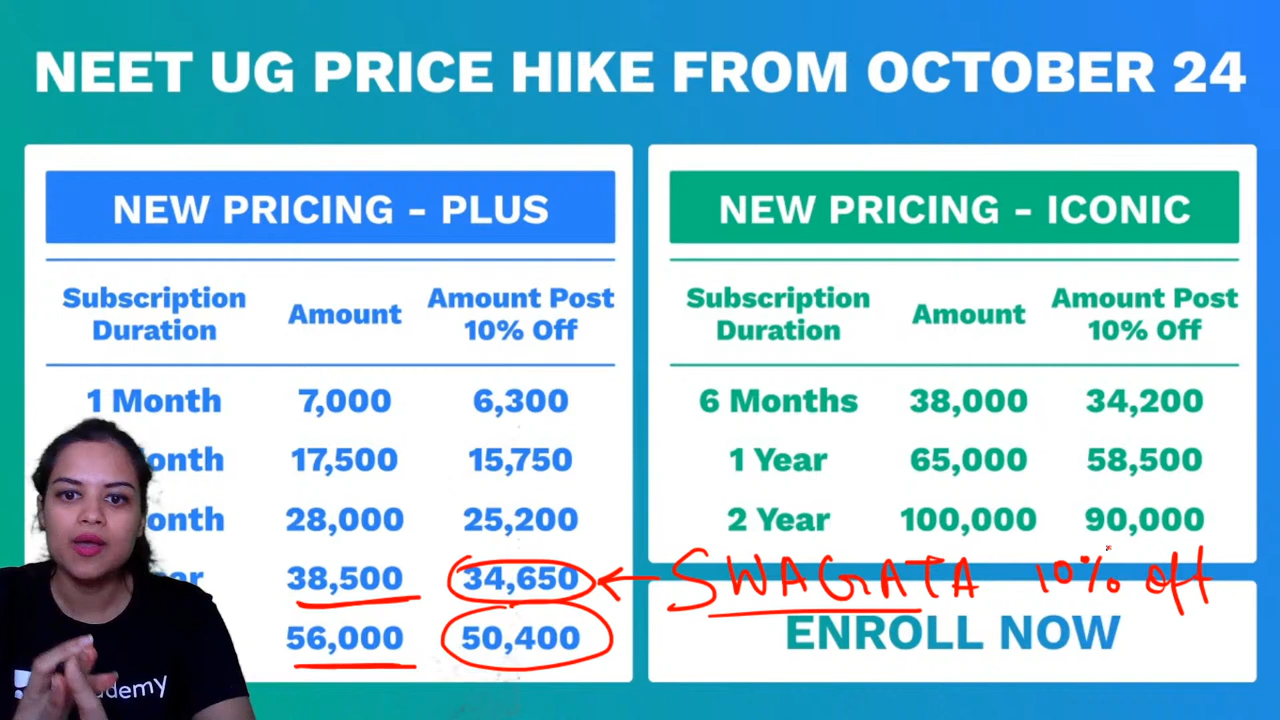 NEET UG PRICE HIKE FROM OCTOBER 24
NEW PRICING - PLUS
Subscription Duration Amount Amount Post 10% Off
1 Month 7,000 6,300
onth 17,500 15,750
onth 28,000 25,200
38,500 34,650
56,000 50,400
NEW PRICING - ICONIC
Subscription Duration Amount Amount Post 10% Off
6 Months 38,000 34,200
1 Year 65,000 58,500
2 Year 100,000 90,000
SWAGATA 10% off
ENROLL NOW
ademy